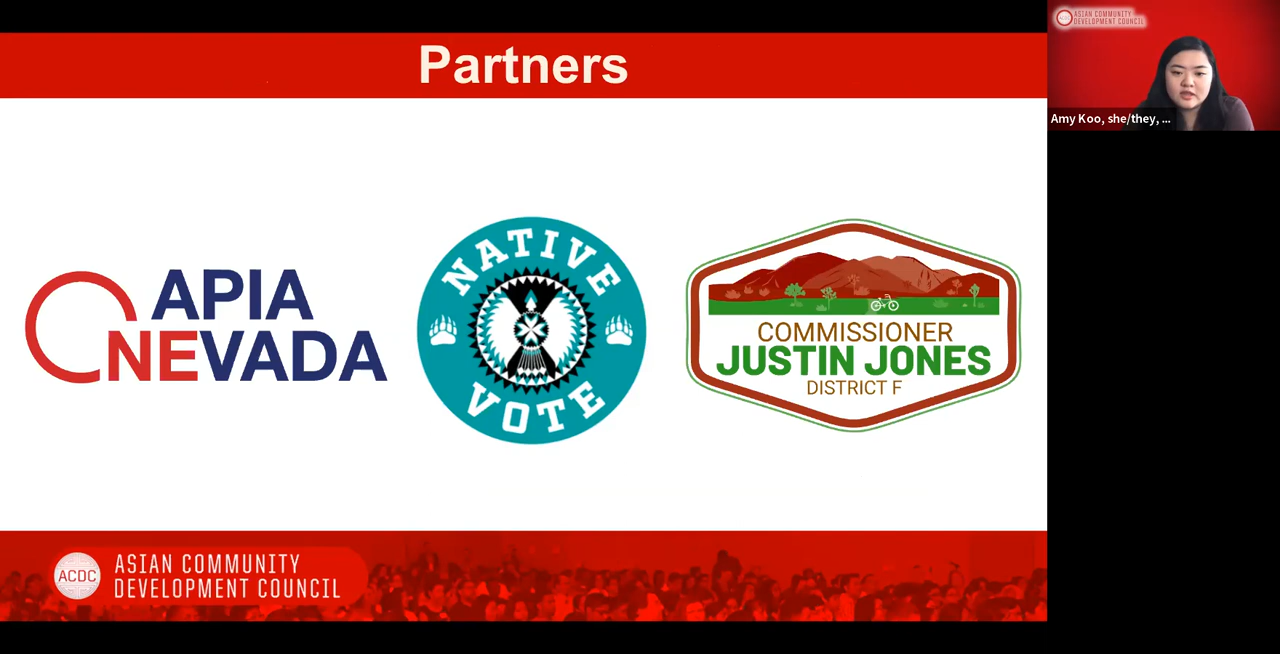 Partners
APIA
ONEVADA
NATIVE
VOTE
COMMISSIONER
JUSTIN JONES
DISTRICT F
ACDC
ASIAN COMMUNITY
DEVELOPMENT COUNCIL
ASIAN COMMUNITY
DEVELOPMENT COUNCIL
Amy Koo, she/they, ...